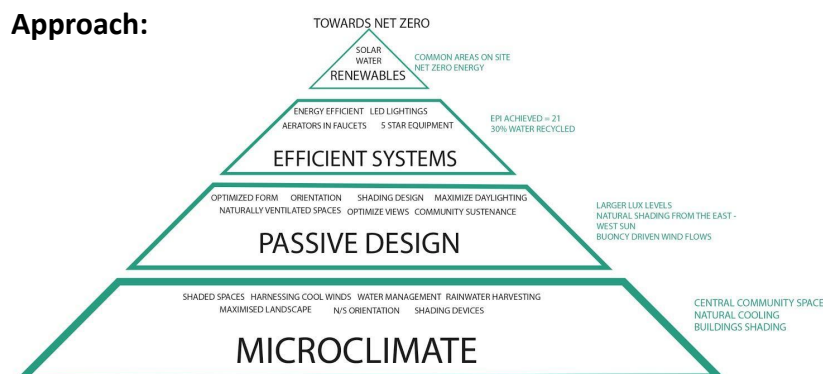 Approach:
TOWARDS NET ZERO
SOLAR
WATER
RENEWABLES
COMMON AREAS ON SITE
NET ZERO ENERGY
ENERGY EFFICIENT LED LIGHTINGS
AERATORS IN FAUCETS 5 STAR EQUIPMENT
EFFICIENT SYSTEMS
EPI ACHIEVED = 21
30% WATER RECYCLED
OPTIMIZED FORM ORIENTATION SHADING DESIGN MAXIMIZE DAYLIGHTING
NATURALLY VENTILATED SPACES OPTIMIZE VIEWS COMMUNITY SUSTENANCE
PASSIVE DESIGN
LARGER LUX LEVELS
NATURAL SHADING FROM THE EAST -
WEST SUN
BUONCY DRIVEN WIND FLOWS
SHADED SPACES HARNESSING COOL WINDS WATER MANAGEMENT RAINWATER HARVESTING
MAXIMISED LANDSCAPE N/S ORIENTATION SHADING DEVICES
MICROCLIMATE
CENTRAL COMMUNITY SPACE
NATURAL COOLING
BUILDINGS SHADING